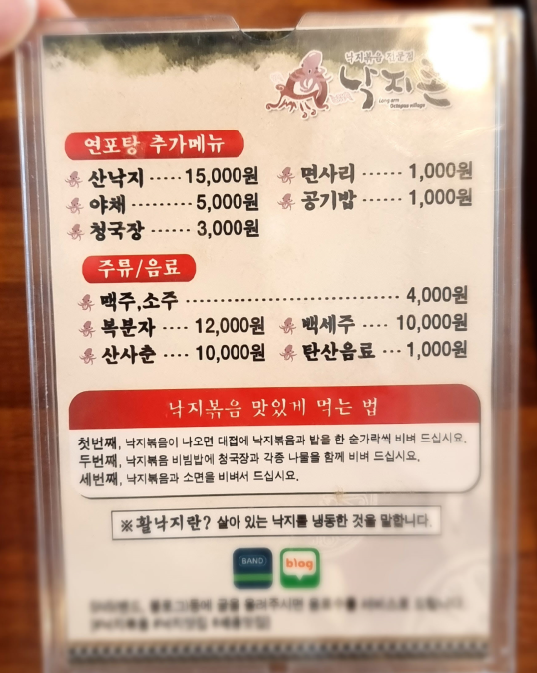 낙지볶음 전문점
낙지촌
Long arm
Octopus village
연포탕 추가메뉴
산낙지 ····· 15,000원
면사리 ······ 1,000원
야채 ········· 5,000원
공기밥 ······ 1,000원
청국장 ······ 3,000원
주류/음료
맥주,소주 ································ 4,000원
복분자 ···· 12,000원
백세주 ···· 10,000원
산사춘 ···· 10,000원
탄산음료 ··· 1,000원
낙지볶음 맛있게 먹는 법
첫번째, 낙지볶음이 나오면 대접에 낙지볶음과 밥을 한 숟가락씩 비벼 드십시요.
두번째, 낙지볶음 비빔밥에 청국장과 각종 나물을 함께 비벼 드십시요.
세번째, 낙지볶음과 소면을 비벼서 드십시요.
※활낙지란? 살아 있는 낙지를 냉동한 것을 말합니다.
BAND
blog